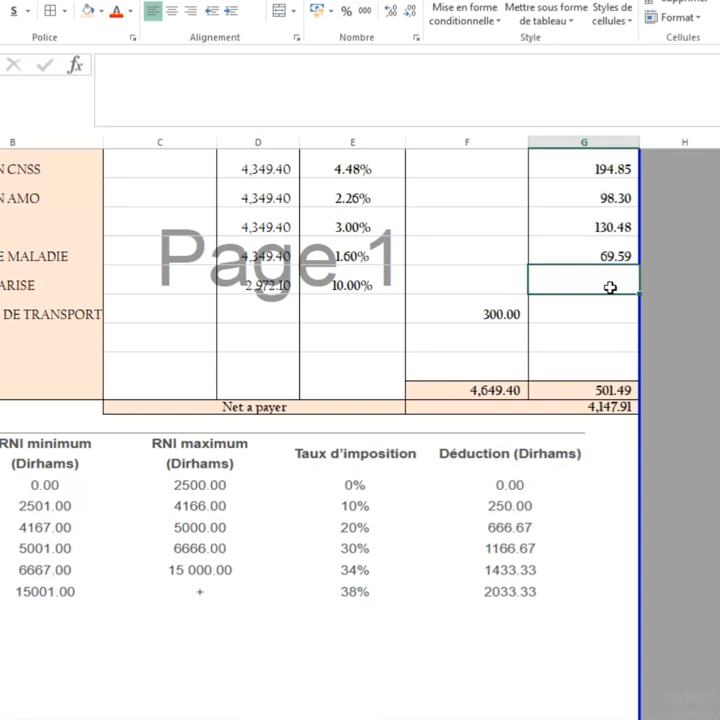 Mise en forme Mettre sous forme Styles de
S A % 000 conditionnelle de tableau cellules Format
Police Alignement Nombre Style Cellules
fx
B C D E F G H
N CNSS 4,349.40 4.48% 194.85
N AMO 4,349.40 2.26% 98.30
4,349.40 3.00% 130.48
E MALADIE 4,349.40 1.60% 69.59
Page 1
ARISE 2,972.10 10.00%
DE TRANSPORT 300.00
4,649.40 501.49
Net a payer 4,147.91
RNI minimum RNI maximum Taux d’imposition Déduction (Dirhams)
(Dirhams) (Dirhams)
0.00 2500.00 0% 0.00
2501.00 4166.00 10% 250.00
4167.00 5000.00 20% 666.67
5001.00 6666.00 30% 1166.67
6667.00 15 000.00 34% 1433.33
15001.00 + 38% 2033.33